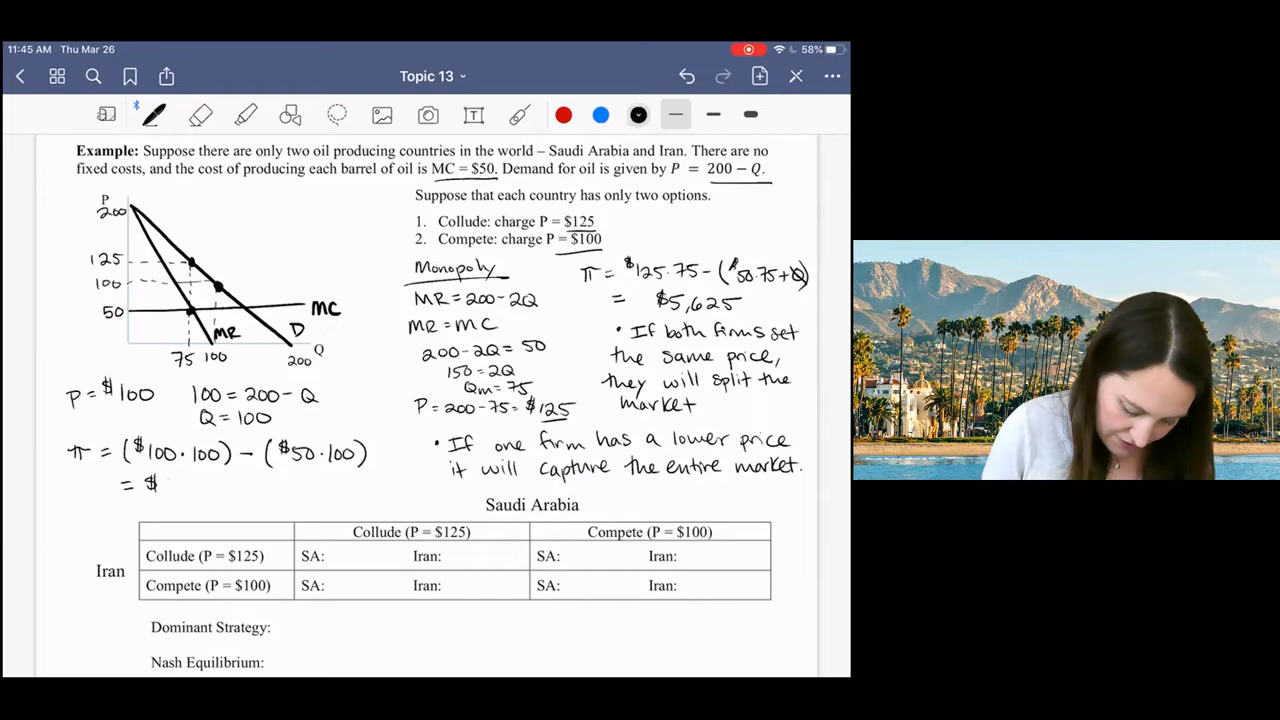 11:45 AM Thu Mar 26
58%
Topic 13
T
Example: Suppose there are only two oil producing countries in the world – Saudi Arabia and Iran. There are no
fixed costs, and the cost of producing each barrel of oil is MC = $50. Demand for oil is given by P = 200 – Q.
Suppose that each country has only two options.
1. Collude: charge P = $125
2. Compete: charge P = $100
P
200
125
100
50
MC
MR
D
75 100 200 Q
P = $100 100 = 200 - Q
Q = 100
π = ($100·100) - ($50·100)
= $
Monopoly
MR = 200 - 2Q
MR = MC
200 - 2Q = 50
150 = 2Q
Qm = 75
P = 200 - 75 = $125
π = $125·75 - ($50·75 + 0)
= $5,625
• If both firms set
the same price,
they will split the
market
• If one firm has a lower price
it will capture the entire market.
Saudi Arabia
Collude (P = $125) Compete (P = $100)
Iran
Collude (P = $125) SA: Iran: SA: Iran:
Compete (P = $100) SA: Iran: SA: Iran:
Dominant Strategy:
Nash Equilibrium: